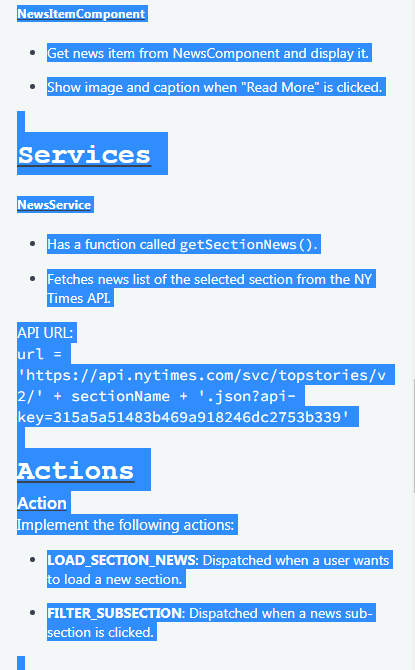 NewsItemComponent
Get news item from NewsComponent and display it.
Show image and caption when "Read More" is clicked.
Services
NewsService
Has a function called getSectionNews().
Fetches news list of the selected section from the NY
Times API.
API URL:
url =
'https://api.nytimes.com/svc/topstories/v
2/' + sectionName + '.json?api-
key=315a5a51483b469a918246dc2753b339'
Actions
Action
Implement the following actions:
LOAD_SECTION_NEWS: Dispatched when a user wants
to load a new section.
FILTER_SUBSECTION: Dispatched when a news sub-
section is clicked.